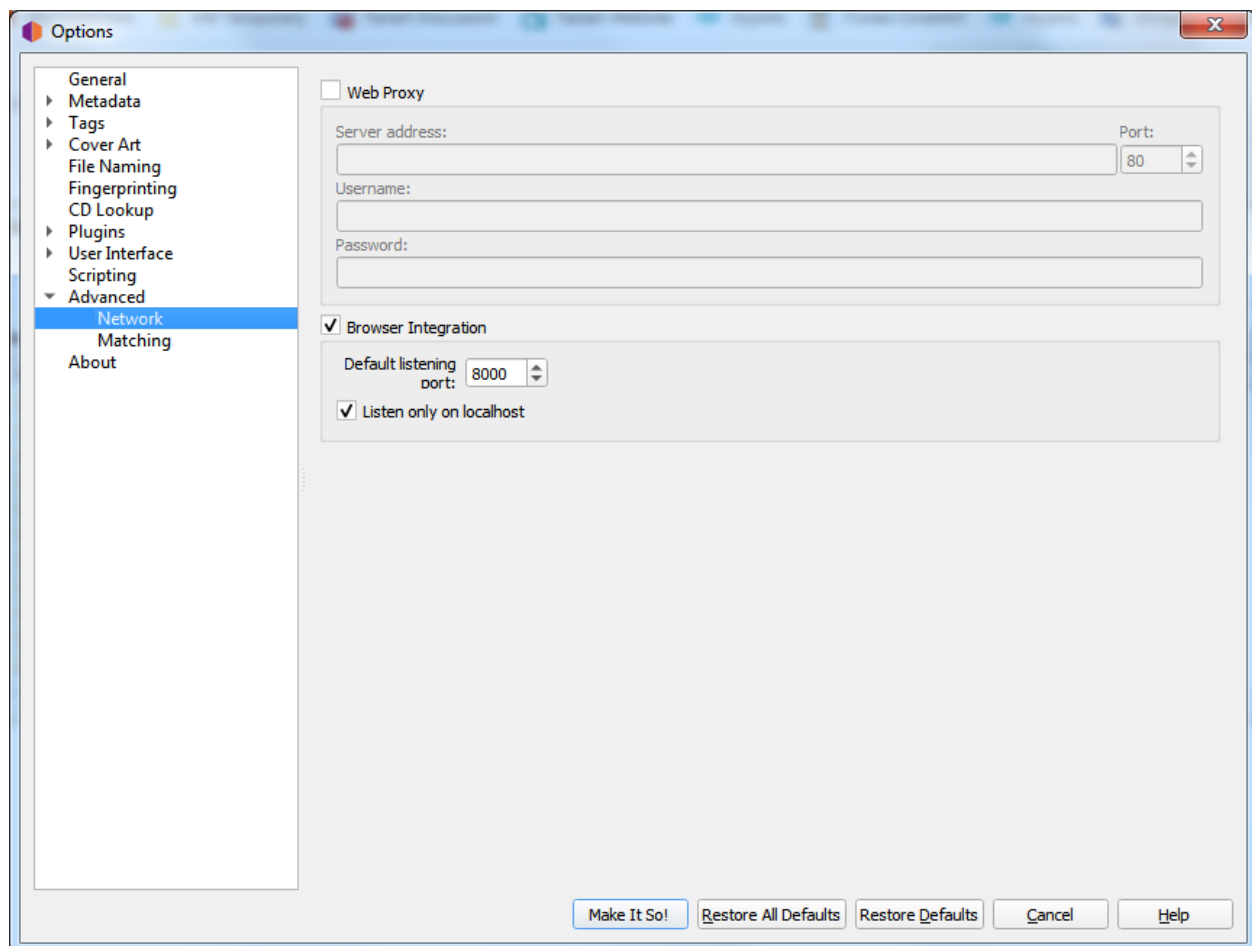 Options
General
Metadata
Tags
Cover Art
File Naming
Fingerprinting
CD Lookup
Plugins
User Interface
Scripting
Advanced
Network
Matching
About
Web Proxy
Server address:
Port:
80
Username:
Password:
Browser Integration
Default listening
port:
8000
Listen only on localhost
Make It So!
Restore All Defaults
Restore Defaults
Cancel
Help